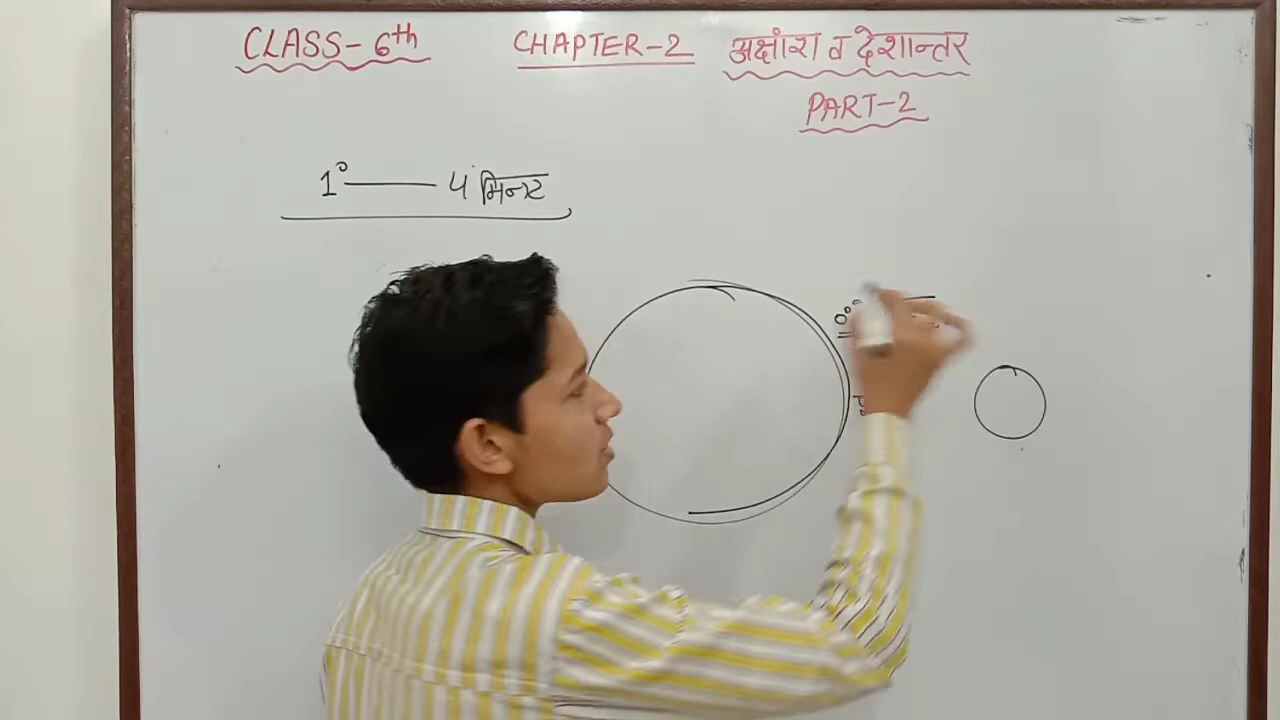 CLASS-6th CHAPTER-2 अक्षांश व देशान्तर
PART-2
1° — 4 मिनट